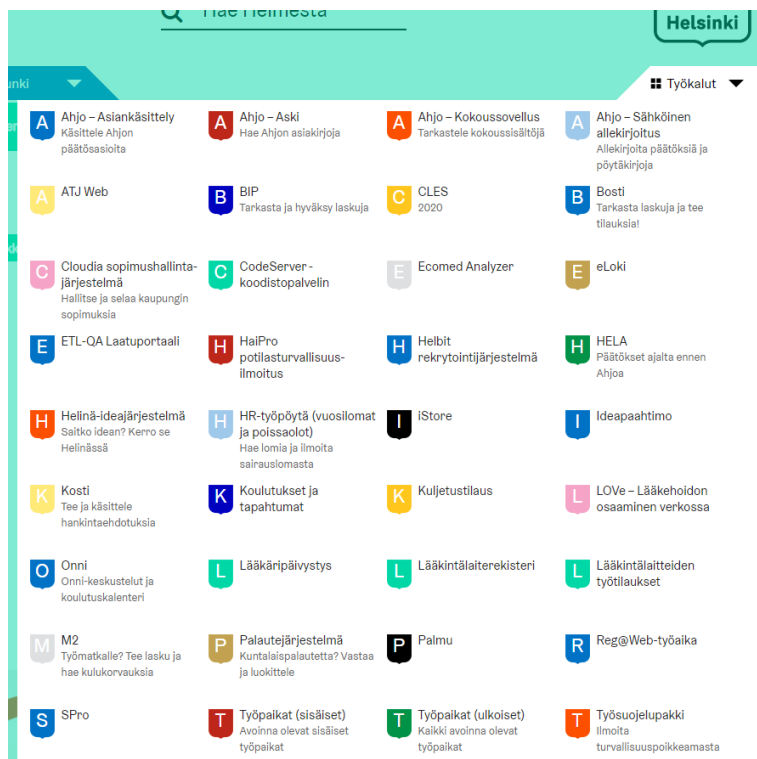 Hae Helmestä
Helsinki
unki
Työkalut
A
Ahjo – Asiankäsittely
Käsittele Ahjon
päätösasioita
A
Ahjo – Aski
Hae Ahjon asiakirjoja
A
Ahjo – Kokoussovellus
Tarkastele kokoussisältöjä
A
Ahjo – Sähköinen
allekirjoitus
Allekirjoita päätöksiä ja
pöytäkirjoja
A
ATJ Web
B
BIP
Tarkasta ja hyväksy laskuja
C
CLES
2020
B
Bosti
Tarkasta laskuja ja tee
tilauksia!
C
Cloudia sopimushallinta-
järjestelmä
Hallitse ja selaa kaupungin
sopimuksia
C
CodeServer -
koodistopalvelin
E
Ecomed Analyzer
E
eLoki
E
ETL-QA Laatuportaali
H
HaiPro
potilasturvallisuus-
ilmoitus
H
Helbit
rekrytointijärjestelmä
H
HELA
Päätökset ajalta ennen
Ahjoa
H
Helinä-ideajärjestelmä
Saitko idean? Kerro se
Helinässä
H
HR-työpöytä (vuosilomat
ja poissaolot)
Hae lomia ja ilmoita
sairauslomasta
I
iStore
I
Ideapaahtimo
K
Kosti
Tee ja käsittele
hankintaehdotuksia
K
Koulutukset ja
tapahtumat
K
Kuljetustilaus
L
LOVe – Lääkehoidon
osaaminen verkossa
O
Onni
Onni-keskustelut ja
koulutuskalenteri
L
Lääkäripäivystys
L
Lääkintälaiterekisteri
L
Lääkintälaitteiden
työtilaukset
M
M2
Työmatkalle? Tee lasku ja
hae kulukorvauksia
P
Palautejärjestelmä
Kuntalaispalautetta? Vastaa
ja luokittele
P
Palmu
R
Reg@Web-työaika
S
SPro
T
Työpaikat (sisäiset)
Avoinna olevat sisäiset
työpaikat
T
Työpaikat (ulkoiset)
Kaikki avoinna olevat
työpaikat
T
Työsuojelupakki
Ilmoita
turvallisuuspoikkeamasta